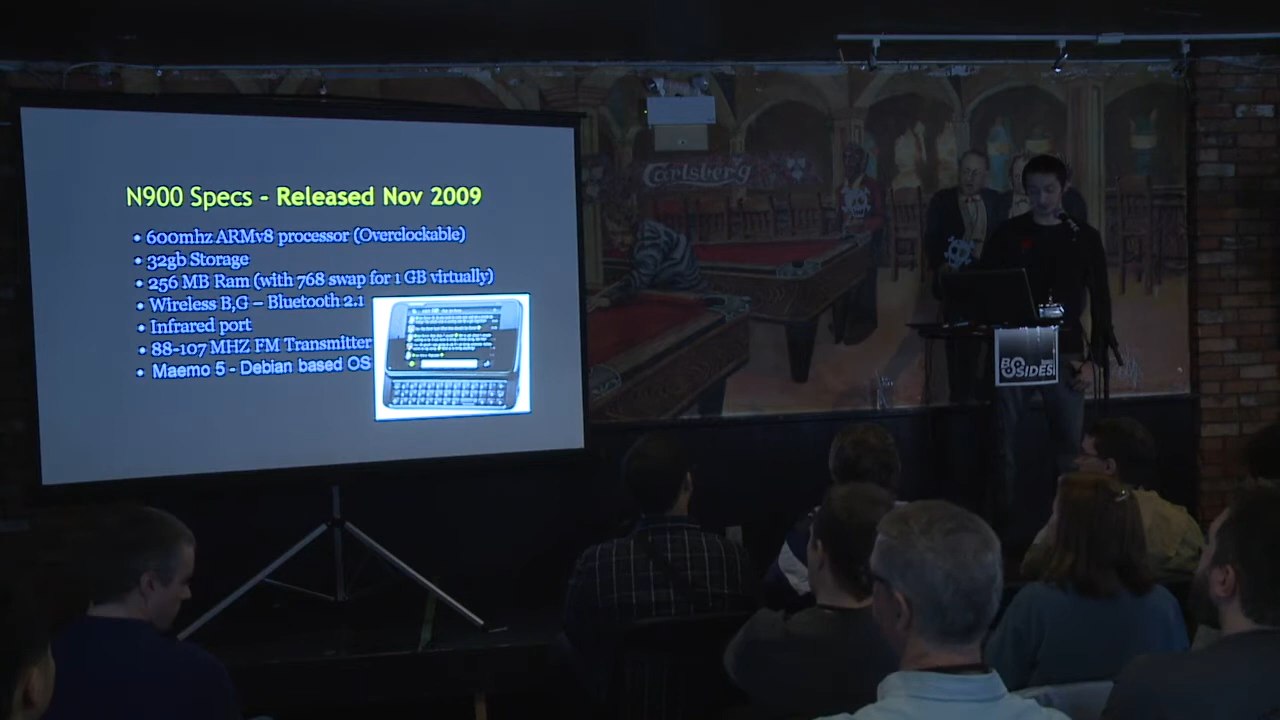 N900 Specs - Released Nov 2009
• 600mhz ARMv8 processor (Overclockable)
• 32gb Storage
• 256 MB Ram (with 768 swap for 1 GB virtually)
• Wireless B,G – Bluetooth 2.1
• Infrared port
• 88-107 MHZ FM Transmitter
• Maemo 5 - Debian based OS
Carlsberg
BSIDES